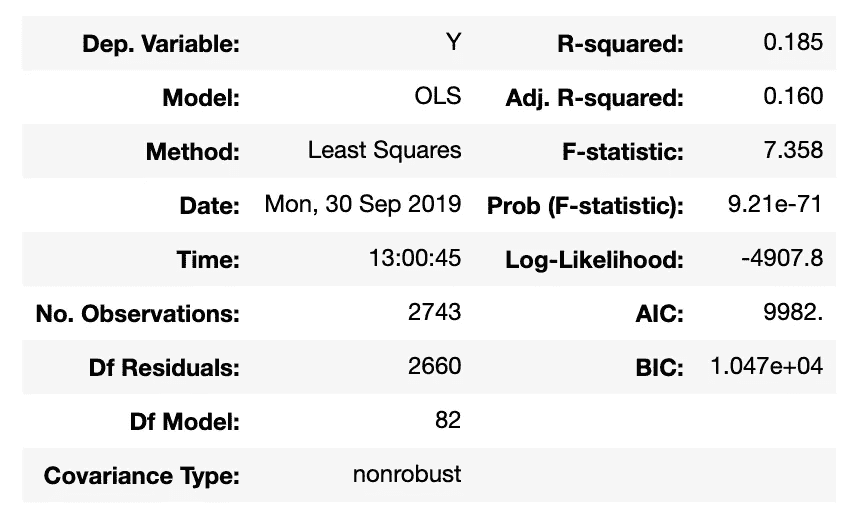 Dep. Variable: Y R-squared: 0.185
Model: OLS Adj. R-squared: 0.160
Method: Least Squares F-statistic: 7.358
Date: Mon, 30 Sep 2019 Prob (F-statistic): 9.21e-71
Time: 13:00:45 Log-Likelihood: -4907.8
No. Observations: 2743 AIC: 9982.
Df Residuals: 2660 BIC: 1.047e+04
Df Model: 82
Covariance Type: nonrobust